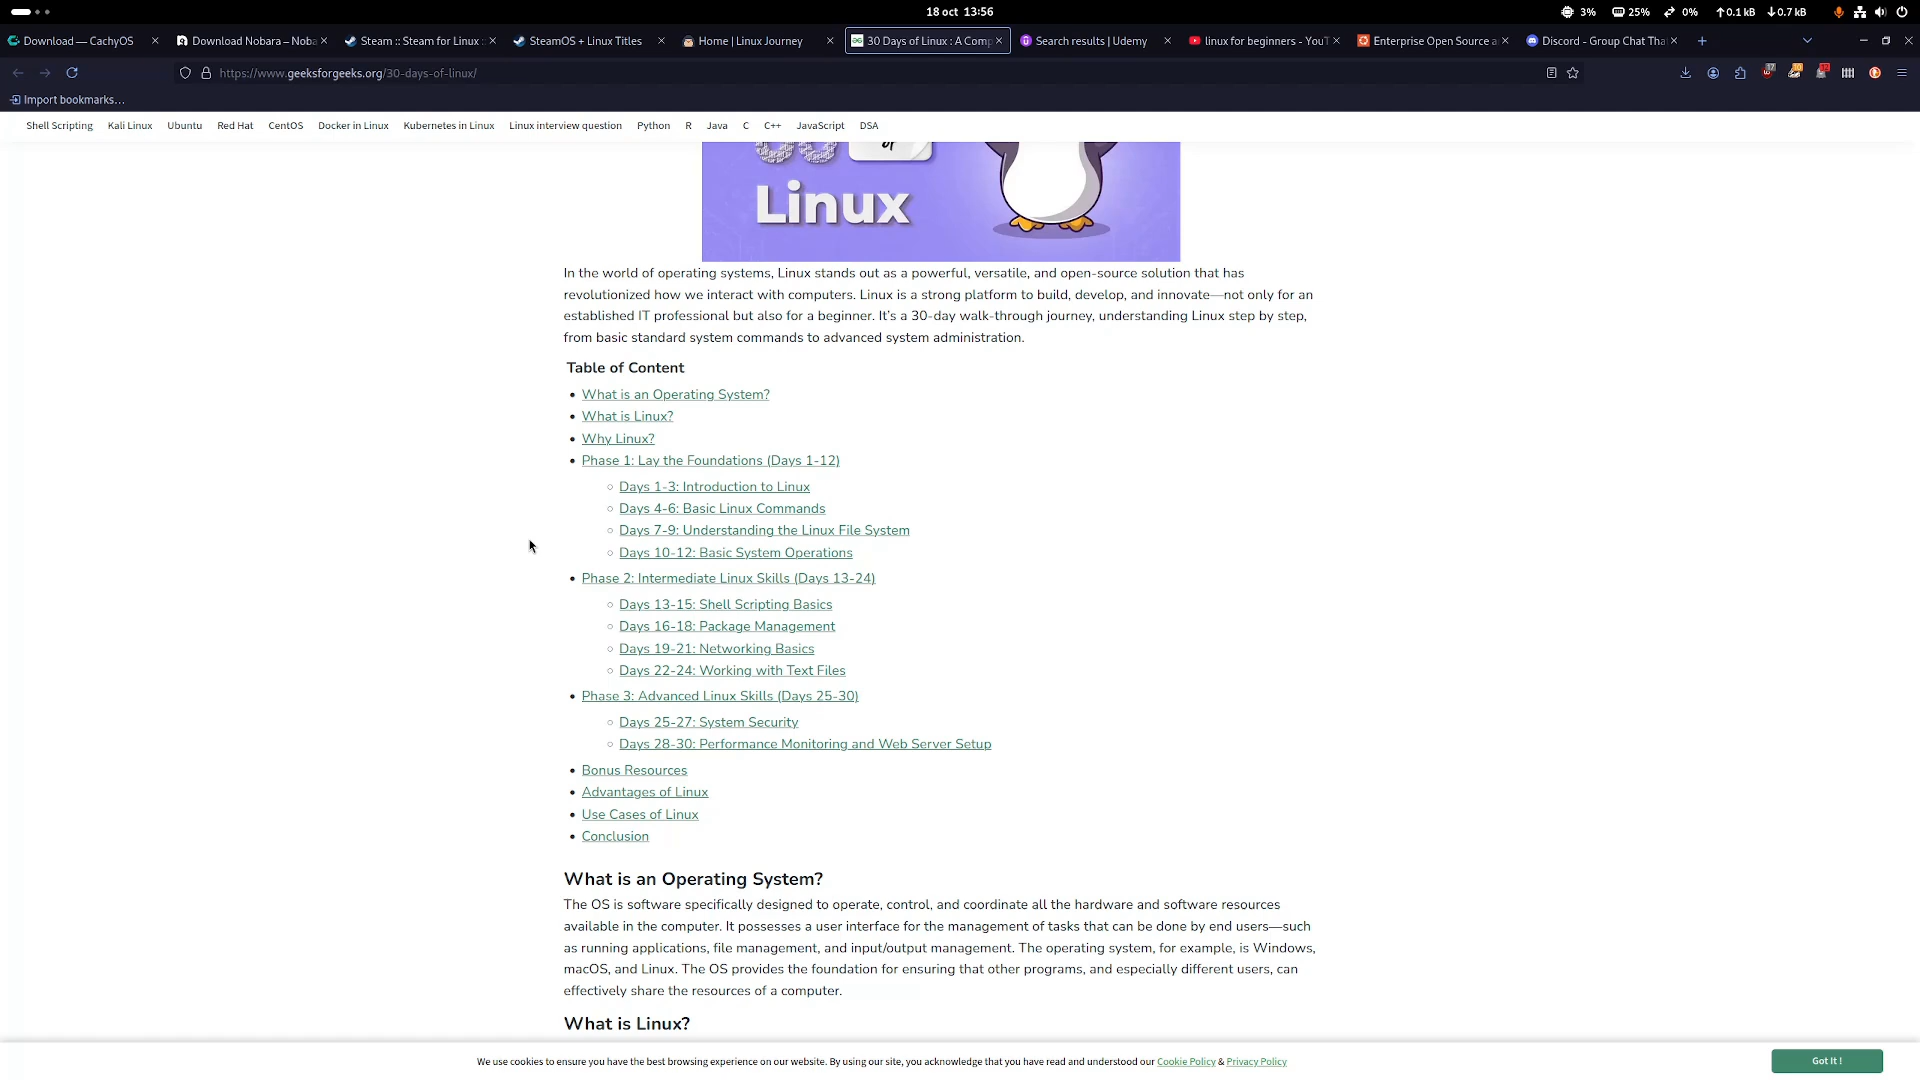 18 oct 13:56
3% 25% 0% 0.1 kB 0.7 kB
Download — CachyOS
Download Nobara – Noba
Steam :: Steam for Linux ::
SteamOS + Linux Titles
Home | Linux Journey
30 Days of Linux : A Comp
Search results | Udemy
linux for beginners - YouT
Enterprise Open Source a
Discord - Group Chat Tha
https://www.geeksforgeeks.org/30-days-of-linux/
Import bookmarks…
Shell Scripting Kali Linux Ubuntu Red Hat CentOS Docker in Linux Kubernetes in Linux Linux interview question Python R Java C C++ JavaScript DSA
of
Linux
In the world of operating systems, Linux stands out as a powerful, versatile, and open-source solution that has
revolutionized how we interact with computers. Linux is a strong platform to build, develop, and innovate—not only for an
established IT professional but also for a beginner. It’s a 30-day walk-through journey, understanding Linux step by step,
from basic standard system commands to advanced system administration.
Table of Content
What is an Operating System?
What is Linux?
Why Linux?
Phase 1: Lay the Foundations (Days 1-12)
Days 1-3: Introduction to Linux
Days 4-6: Basic Linux Commands
Days 7-9: Understanding the Linux File System
Days 10-12: Basic System Operations
Phase 2: Intermediate Linux Skills (Days 13-24)
Days 13-15: Shell Scripting Basics
Days 16-18: Package Management
Days 19-21: Networking Basics
Days 22-24: Working with Text Files
Phase 3: Advanced Linux Skills (Days 25-30)
Days 25-27: System Security
Days 28-30: Performance Monitoring and Web Server Setup
Bonus Resources
Advantages of Linux
Use Cases of Linux
Conclusion
What is an Operating System?
The OS is software specifically designed to operate, control, and coordinate all the hardware and software resources
available in the computer. It possesses a user interface for the management of tasks that can be done by end users—such
as running applications, file management, and input/output management. The operating system, for example, is Windows,
macOS, and Linux. The OS provides the foundation for ensuring that other programs, and especially different users, can
effectively share the resources of a computer.
What is Linux?
We use cookies to ensure you have the best browsing experience on our website. By using our site, you acknowledge that you have read and understood our Cookie Policy & Privacy Policy
Got It !